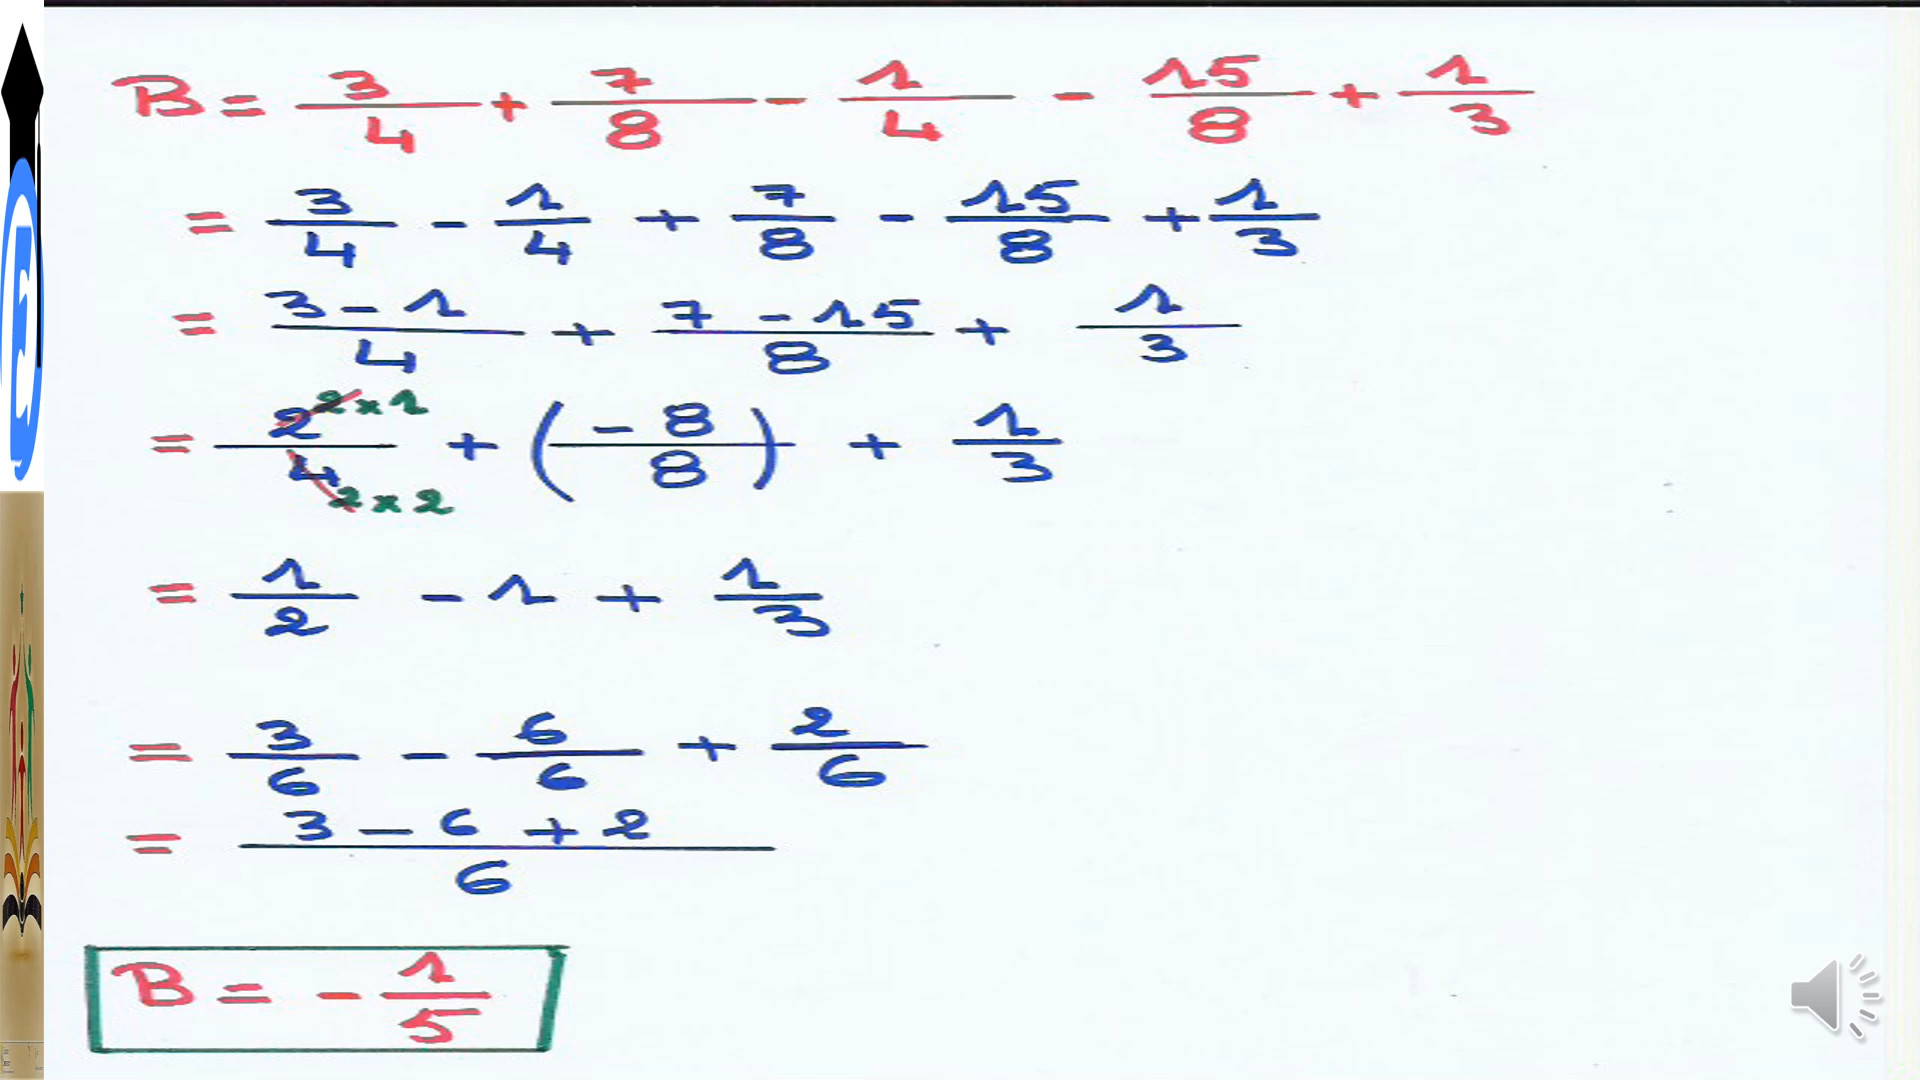 B = 3/4 + 7/8 - 1/4 - 15/8 + 1/3
= 3/4 - 1/4 + 7/8 - 15/8 + 1/3
= 3 - 1/4 + 7 - 15/8 + 1/3
= 2 2×1/4 2×2 + (-8/8) + 1/3
= 1/2 - 1 + 1/3
= 3/6 - 6/6 + 2/6
= 3 - 6 + 2/6
B = - 1/5